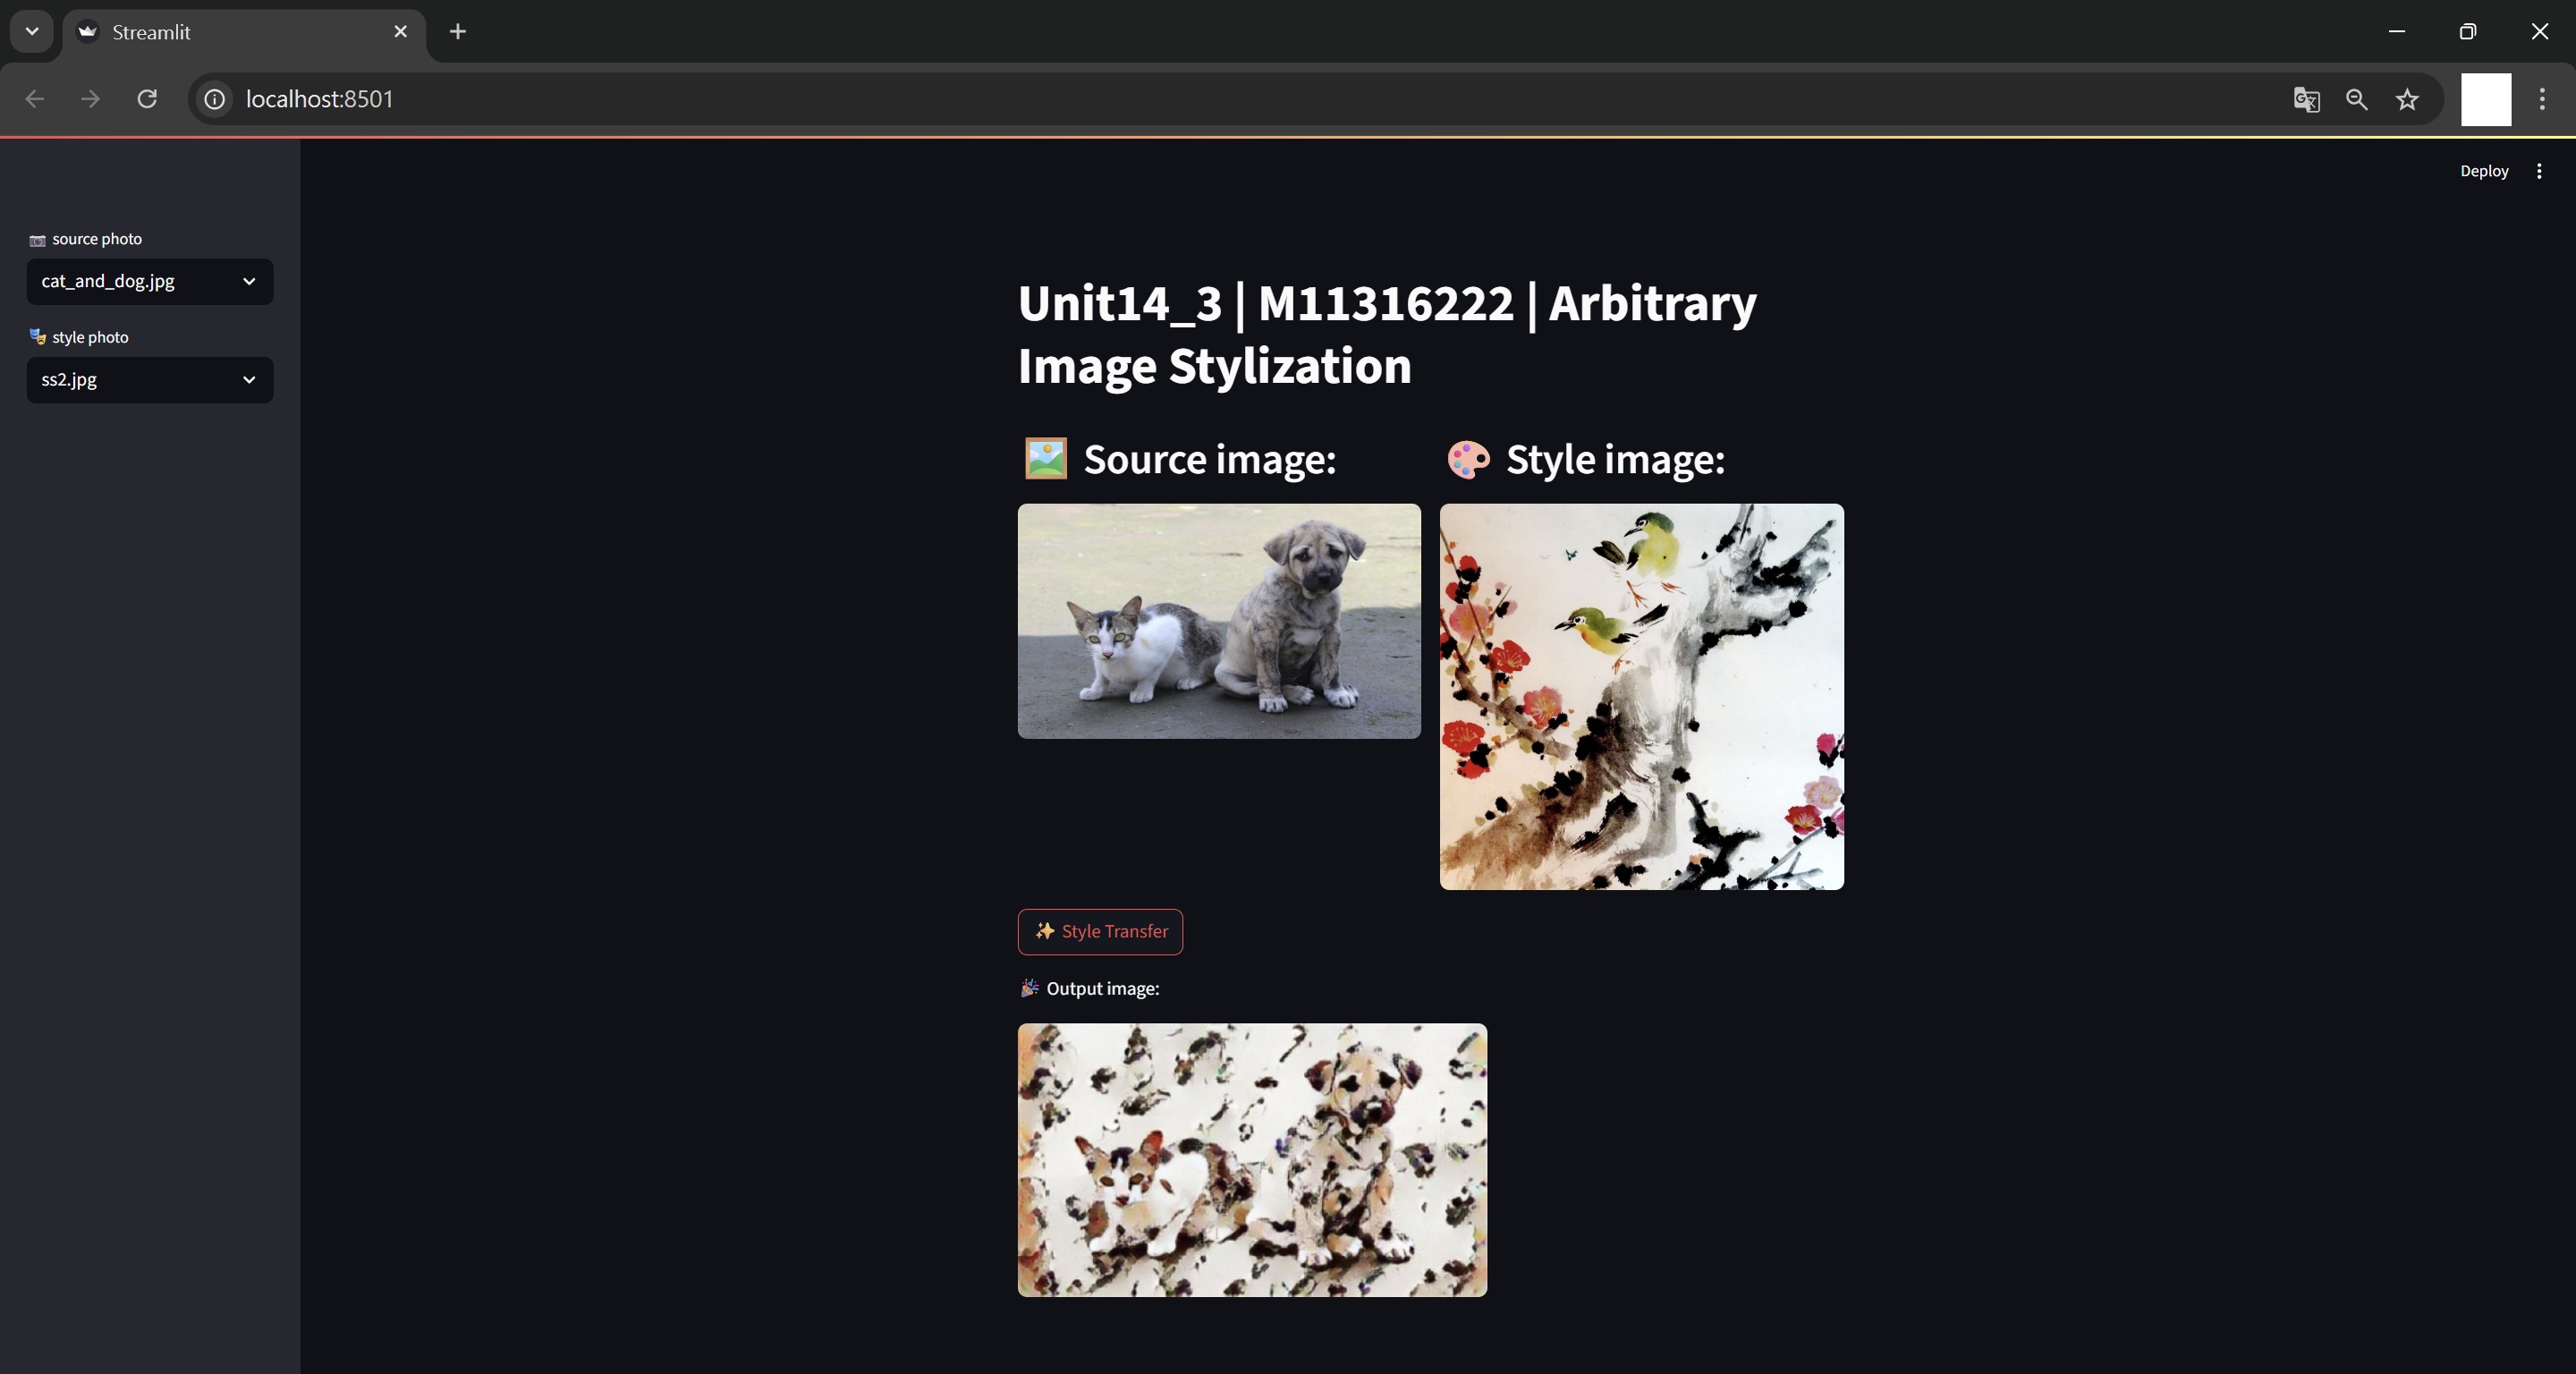 Streamlit
localhost:8501
Deploy
source photo
cat_and_dog.jpg
style photo
ss2.jpg
Unit14_3 | M11316222 | Arbitrary
Image Stylization
Source image:
Style image:
Style Transfer
Output image: